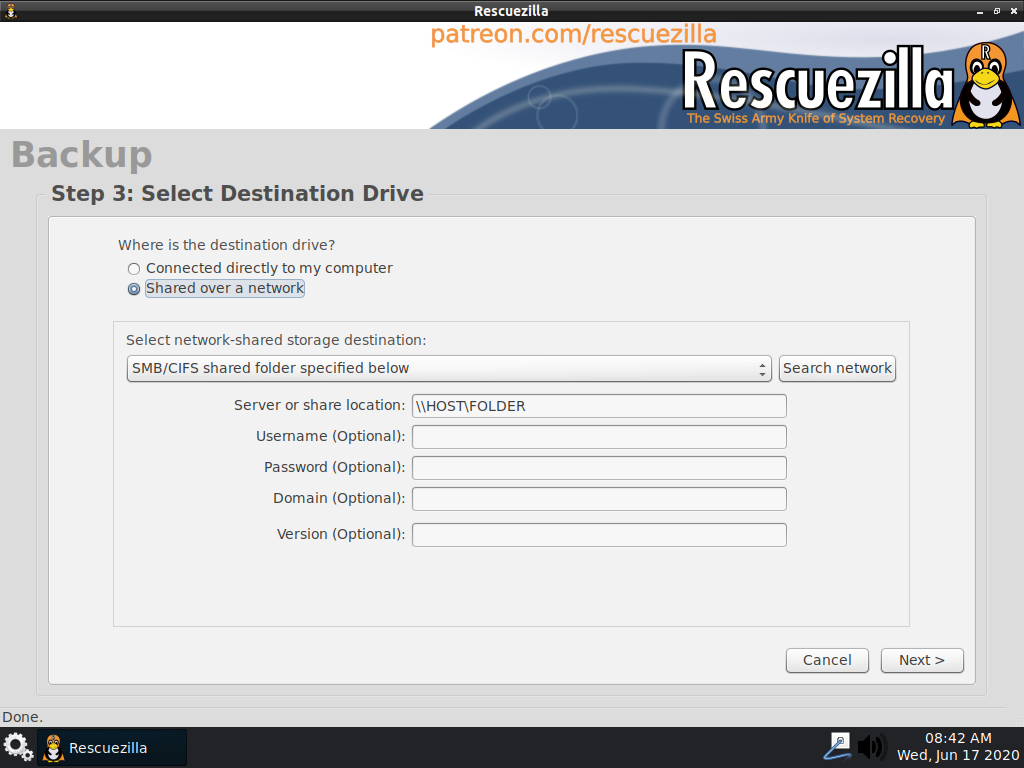 Rescuezilla
patreon.com/rescuezilla
R
Rescuezilla
The Swiss Army Knife of System Recovery
Backup
Step 3: Select Destination Drive
Where is the destination drive?
Connected directly to my computer
Shared over a network
Select network-shared storage destination:
SMB/CIFS shared folder specified below
Search network
Server or share location: \\HOST\FOLDER
Username (Optional):
Password (Optional):
Domain (Optional):
Version (Optional):
Cancel Next >
Done.
Rescuezilla
08:42 AM
Wed, Jun 17 2020